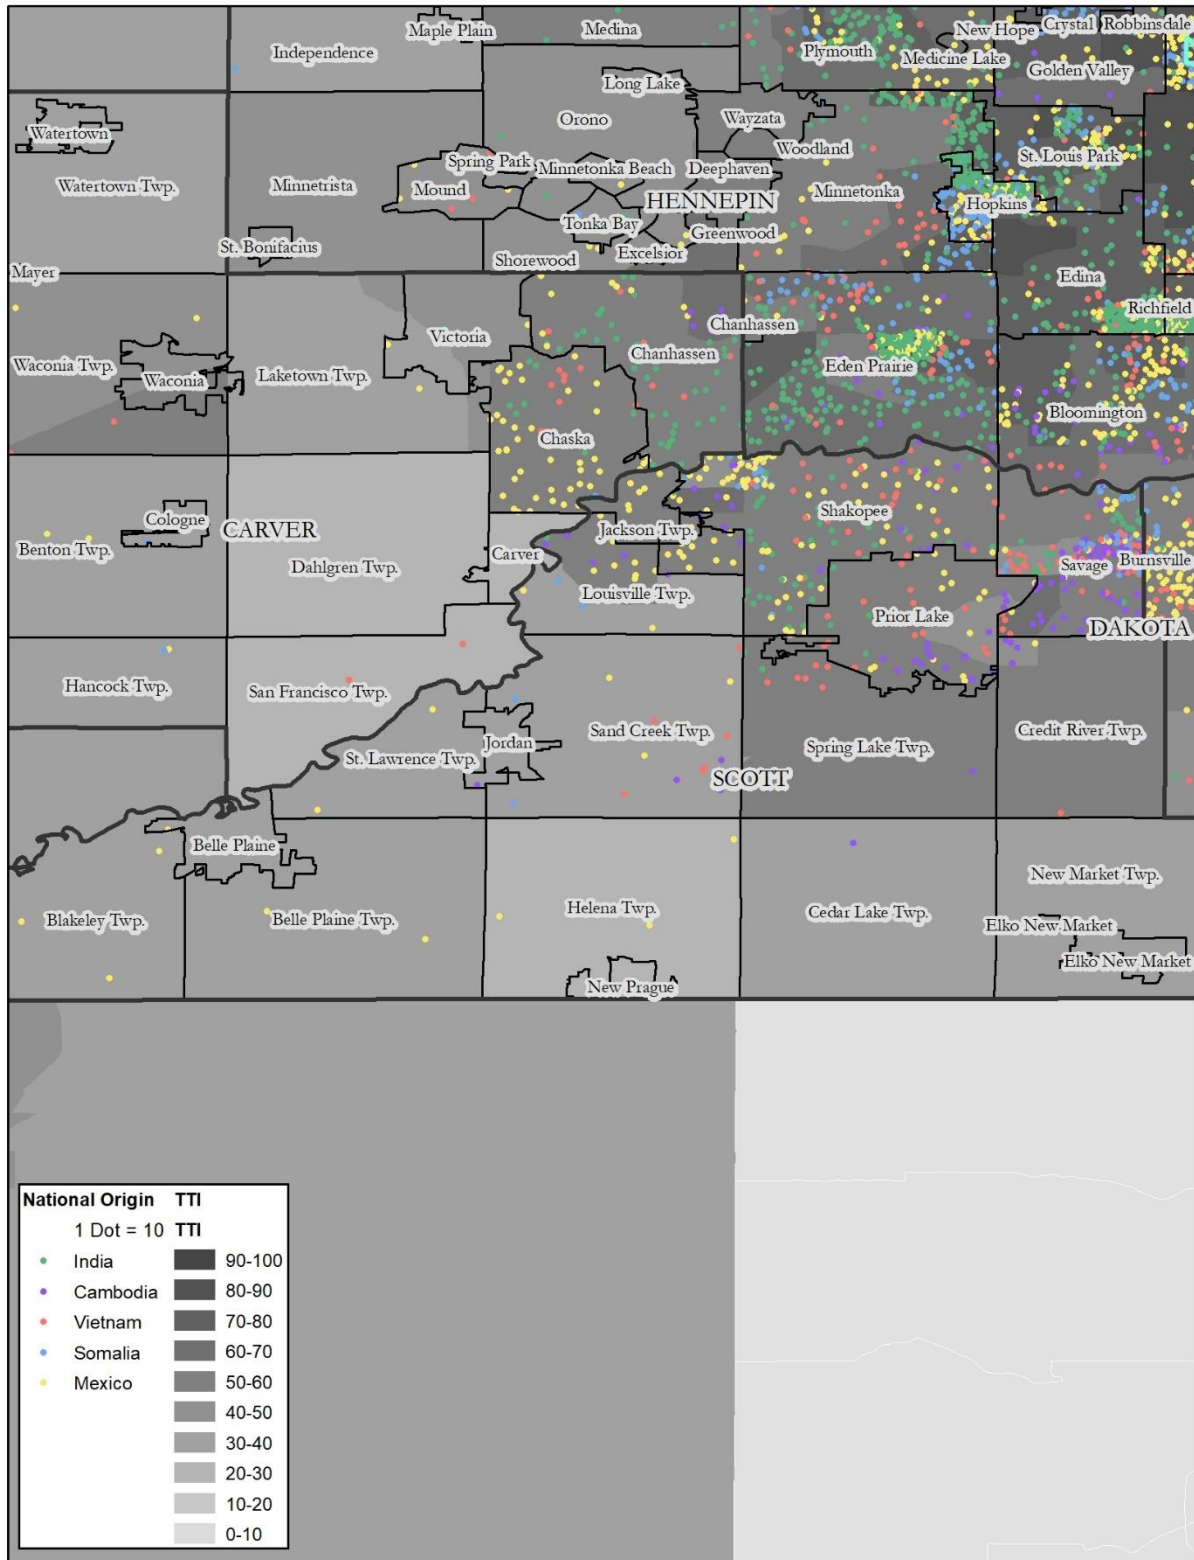 Maple Plain
Medina
New Hope
Crystal
Robbinsdale
Independence
Plymouth
Medicine Lake
Golden Valley
Long Lake
Orono
Wayzata
Watertown
Woodland
St. Louis Park
Spring Park
Minnetonka Beach
Deephaven
Watertown Twp.
Minnetrista
Mound
Minnetonka
HENNEPIN
Hopkins
Tonka Bay
Greenwood
St. Bonifacius
Excelsior
Shorewood
Mayer
Edina
Richfield
Victoria
Chanhassen
Chanhassen
Waconia Twp.
Waconia
Laketown Twp.
Eden Prairie
Bloomington
Chaska
Shakopee
Cologne
CARVER
Jackson Twp.
Benton Twp.
Carver
Dahlgren Twp.
Savage
Burnsville
Louisville Twp.
Prior Lake
DAKOTA
Hancock Twp.
San Francisco Twp.
Sand Creek Twp.
Credit River Twp.
Jordan
Spring Lake Twp.
St. Lawrence Twp.
SCOTT
Belle Plaine
New Market Twp.
Blakeley Twp.
Belle Plaine Twp.
Helena Twp.
Cedar Lake Twp.
Elko New Market
Elko New Market
New Prague
National Origin TTI
1 Dot = 10 TTI
India 90-100
Cambodia 80-90
Vietnam 70-80
Somalia 60-70
Mexico 50-60
40-50
30-40
20-30
10-20
0-10